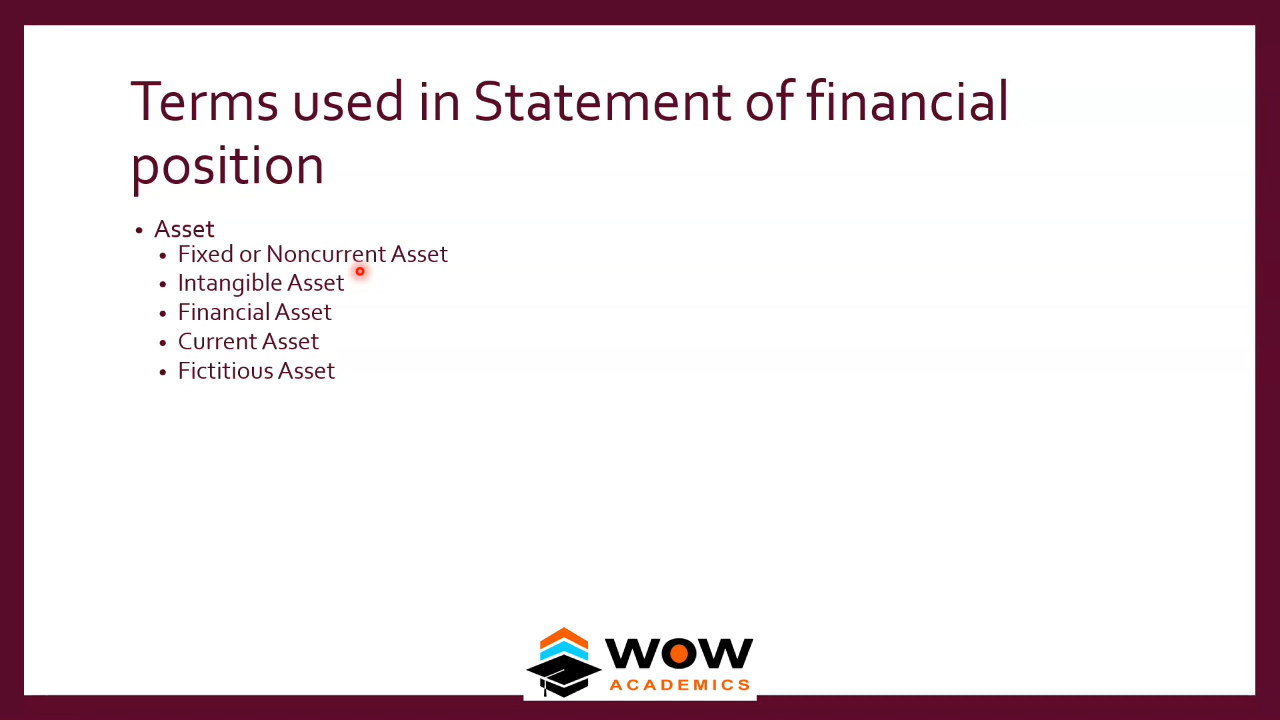 Terms used in Statement of financial
position
• Asset
• Fixed or Noncurrent Asset
• Intangible Asset
• Financial Asset
• Current Asset
• Fictitious Asset
WOW
ACADEMICS